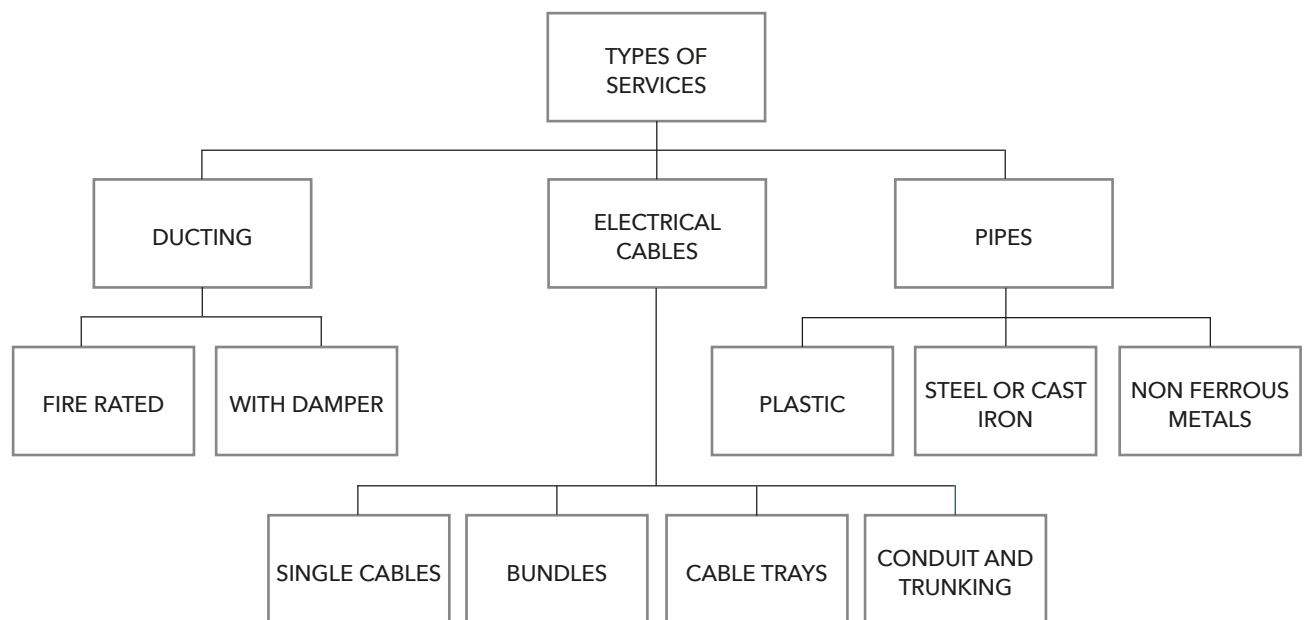 TYPES OF
SERVICES
DUCTING
ELECTRICAL
CABLES
PIPES
FIRE RATED
WITH DAMPER
PLASTIC
STEEL OR CAST
IRON
NON FERROUS
METALS
SINGLE CABLES
BUNDLES
CABLE TRAYS
CONDUIT AND
TRUNKING